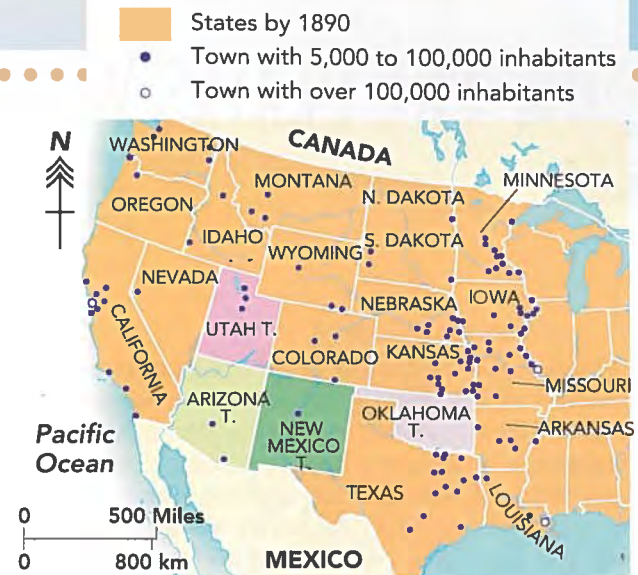 States by 1890
Town with 5,000 to 100,000 inhabitants
Town with over 100,000 inhabitants
N
CANADA
WASHINGTON
MONTANA
N. DAKOTA
MINNESOTA
OREGON
IDAHO
WYOMING
S. DAKOTA
NEVADA
NEBRASKA
IOWA
UTAH T.
CALIFORNIA
COLORADO
KANSAS
MISSOURI
ARIZONA
T.
NEW
MEXICO
T.
OKLAHOMA
T.
ARKANSAS
Pacific
Ocean
TEXAS
LOUISIANA
0 500 Miles
0 800 km
MEXICO